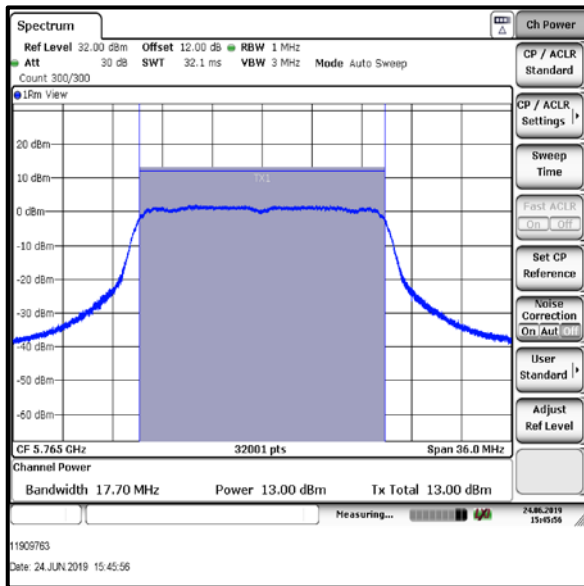 Spectrum
Ch Power
Ref Level 32.00 dBm Offset 12.00 dB RBW 1 MHz
Att 30 dB SWT 32.1 ms VBW 3 MHz Mode Auto Sweep
Count 300/300
1Rm View
20 dBm
10 dBm
0 dBm
-10 dBm
-20 dBm
-30 dBm
-40 dBm
-50 dBm
-60 dBm
TX1
CF 5.765 GHz 32001 pts Span 36.0 MHz
Channel Power
Bandwidth 17.70 MHz Power 13.00 dBm Tx Total 13.00 dBm
CP / ACLR
Standard
CP / ACLR
Settings
Sweep
Time
Fast ACLR
On Off
Set CP
Reference
Noise
Correction
On Aut Off
User
Standard
Adjust
Ref Level
Measuring...
24.06.2019
15:45:56
11909763
Date: 24.JUN.2019 15:45:56